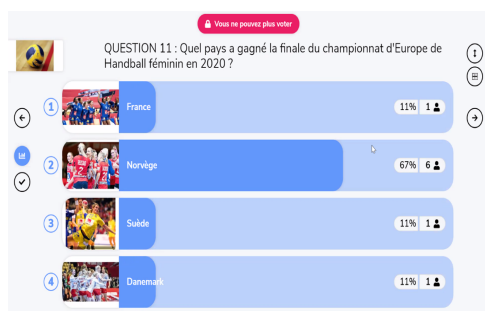 Vous ne pouvez plus voter
QUESTION 11 : Quel pays a gagné la finale du championnat d'Europe de
Handball féminin en 2020 ?
1 France 11% 1
2 Norvège 67% 6
3 Suède 11% 1
4 Danemark 11% 1